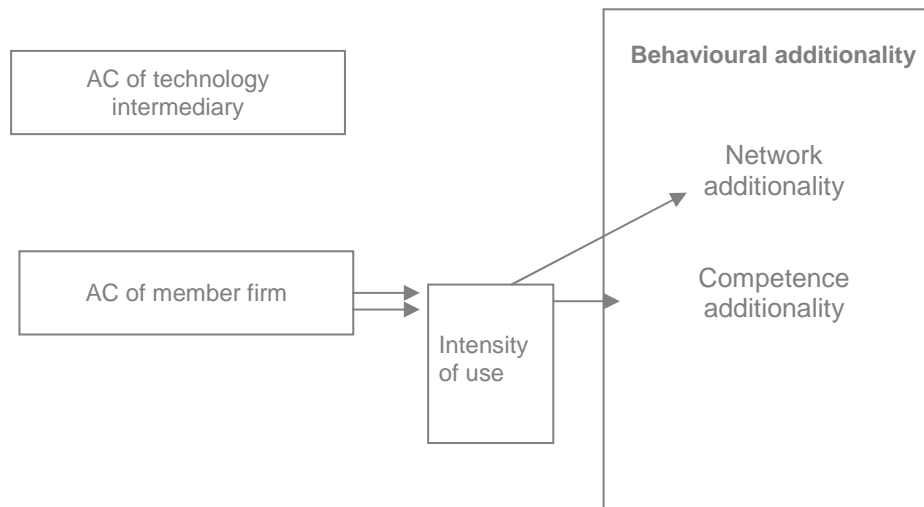 Behavioural additionality
AC of technology
intermediary
Network
additionality
AC of member firm
Competence
additionality
Intensity
of use